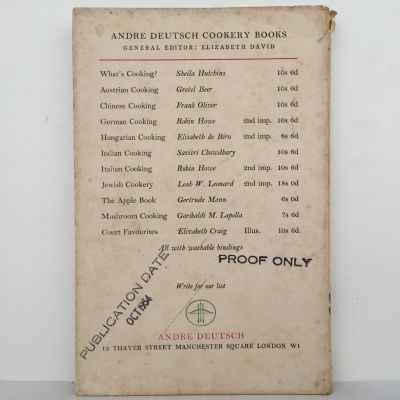 ANDRE DEUTSCH COOKERY BOOKS
GENERAL EDITOR: ELIZABETH DAVID
What's Cooking? Sheila Hutchins 10s 6d
Austrian Cooking Gretel Beer 10s 6d
Chinese Cooking Frank Oliver 10s 6d
German Cooking Robin Howe 2nd imp. 10s 6d
Hungarian Cooking Elisabeth de Biro 2nd imp. 8s 6d
Indian Cooking Savitri Chowdhary 10s 6d
Italian Cooking Robin Howe 2nd imp. 10s 6d
Jewish Cookery Leah W. Leonard 2nd imp. 18s 0d
The Apple Book Gertrude Mann 6s 0d
Mushroom Cooking Garibaldi M. Lapolla 7s 6d
Court Favourites Elizabeth Craig Illus. 10s 6d
All with washable bindings
PROOF ONLY
PUBLICATION DATE
OCT 1954
Write for our list
ANDRE DEUTSCH
12 THAYER STREET MANCHESTER SQUARE LONDON W1